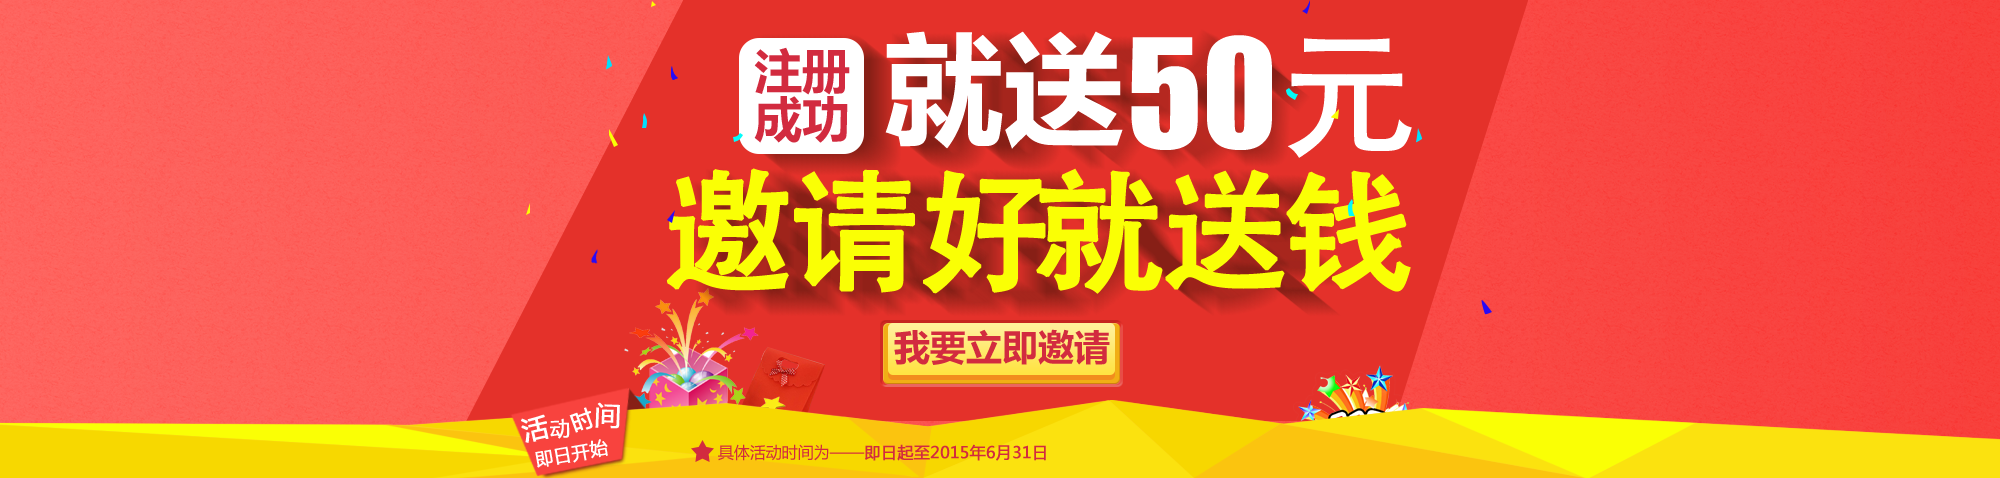 注册
成功
就送50元
邀请好就送钱
我要立即邀请
活动时间
即日开始
具体活动时间为——即日起至2015年6月31日